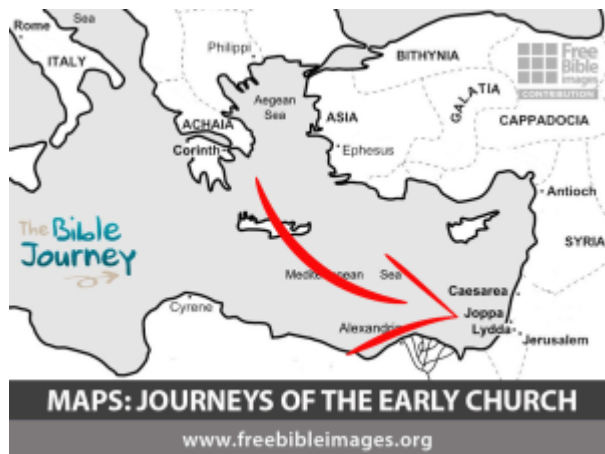 Rome
Sea
ITALY
Philippi
BITHYNIA
Free
Bible
images
CONTRIBUTION
GALATIA
Aegean
Sea
ASIA
CAPPADOCIA
ACHAIA
Corinth
Ephesus
Antioch
The Bible
Journey
SYRIA
Mediterranean Sea
Caesarea
Cyrene
Joppa
Alexandria
Lydda
Jerusalem
MAPS: JOURNEYS OF THE EARLY CHURCH
www.freebibleimages.org